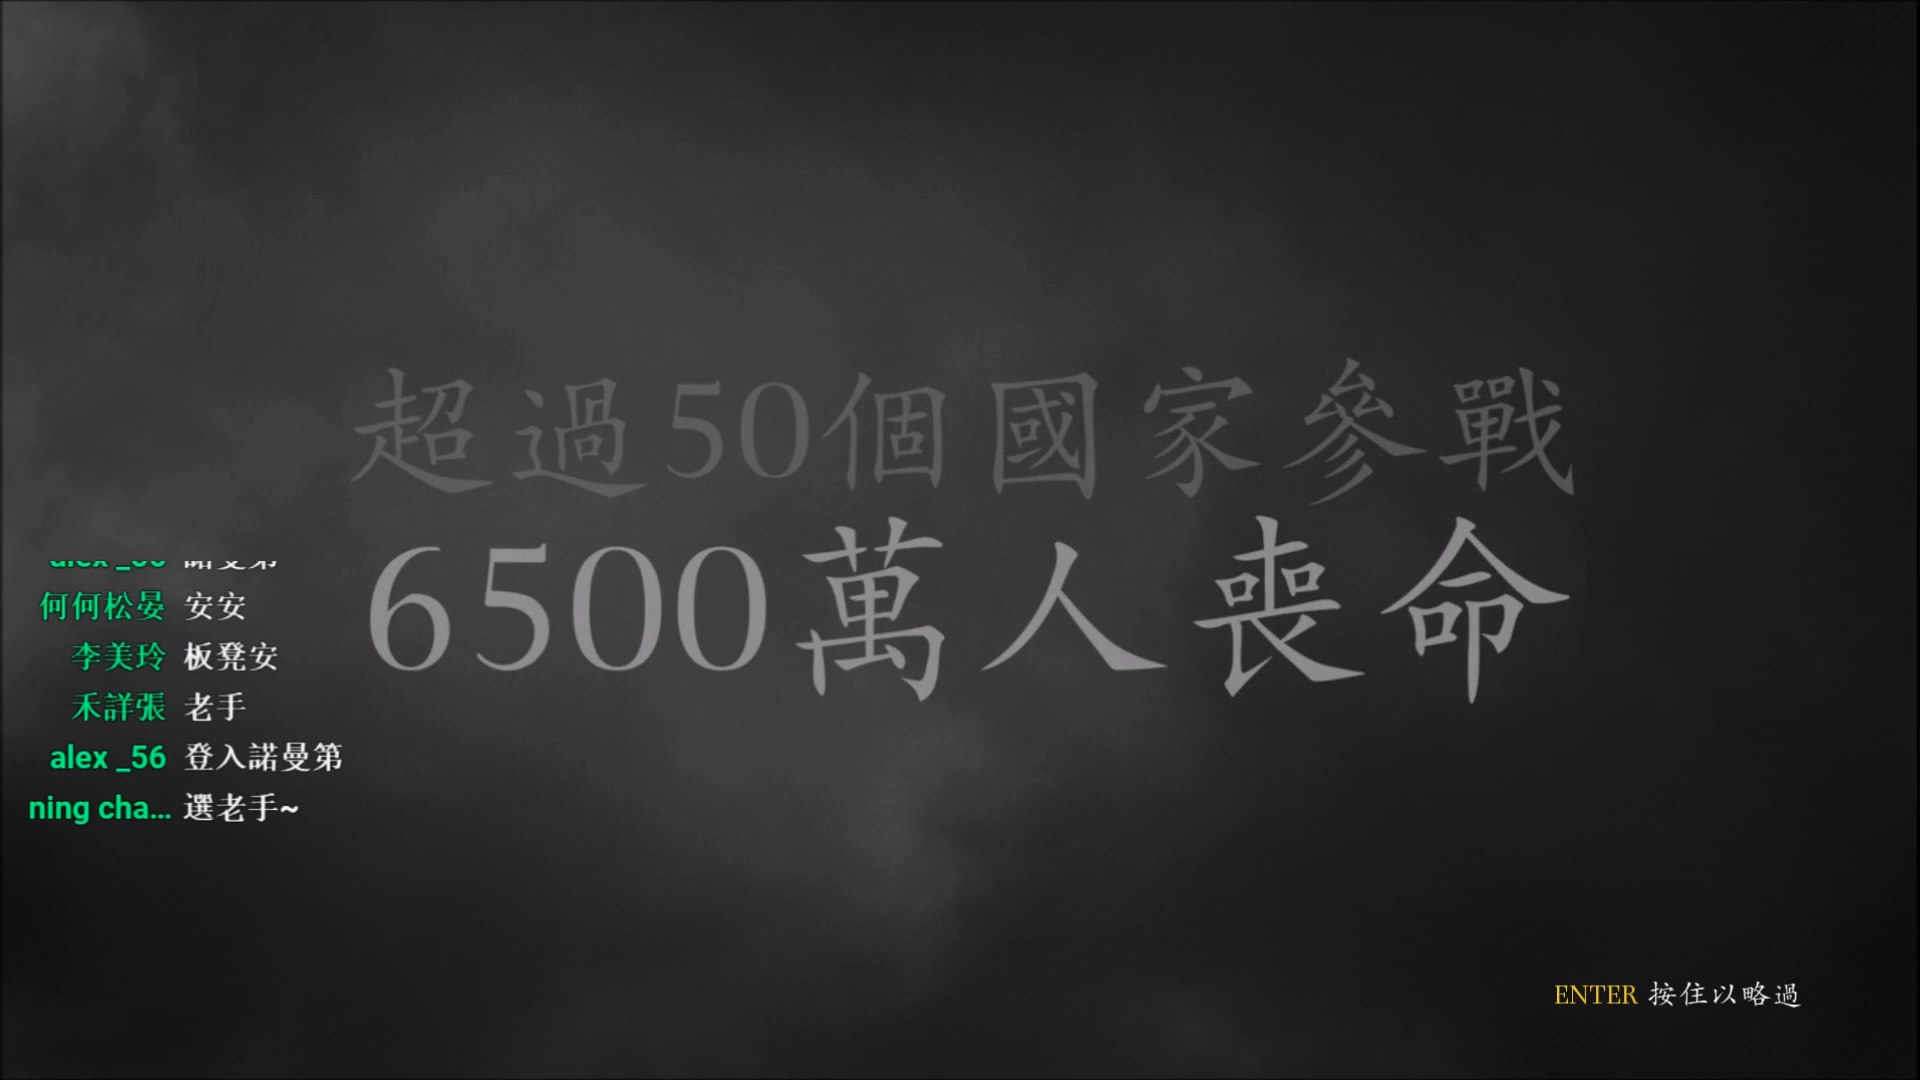 超過50個國家參戰
6500萬人喪命
何何松晏 安安
李美玲 板凳安
禾詳張 老手
alex _56 登入諾曼第
ning cha... 選老手~
ENTER 按住以略過